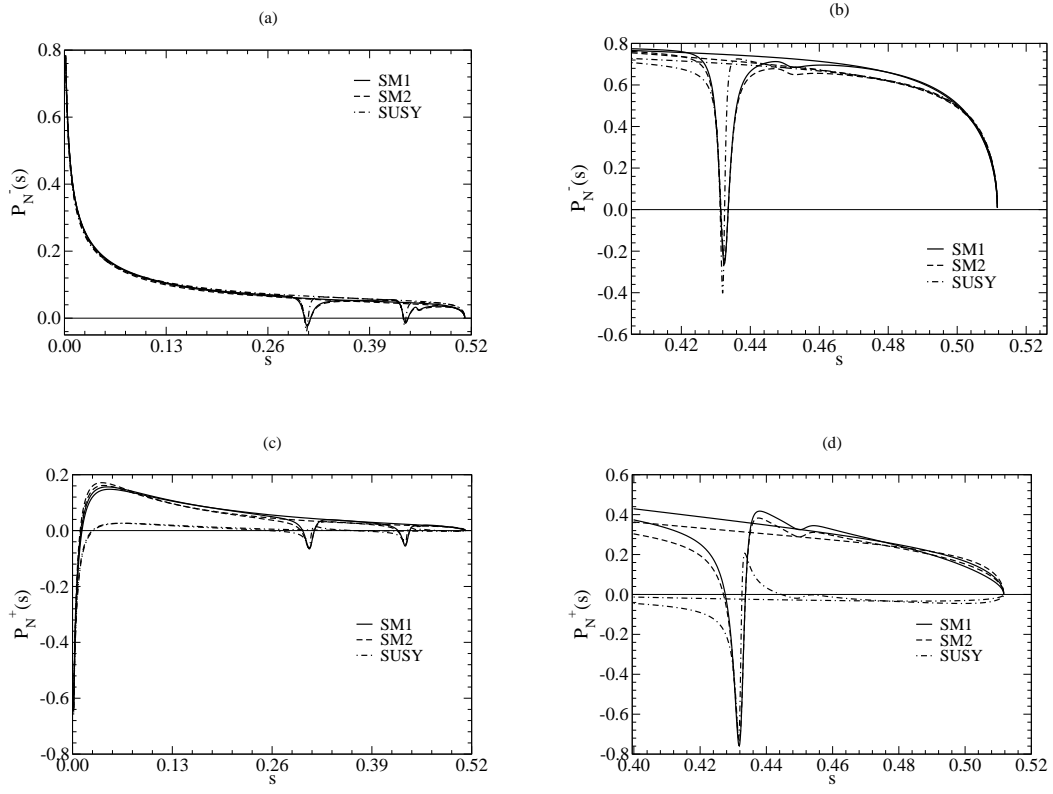 (a)
0.8
0.6
0.4
0.2
0.0
P_N^-(s)
SM1
SM2
SUSY
0.00 0.13 0.26 0.39 0.52
s
(b)
0.8
0.6
0.4
0.2
0.0
-0.2
-0.4
-0.6
P_N^-(s)
SM1
SM2
SUSY
0.42 0.44 0.46 0.48 0.50 0.52
s
(c)
0.2
0.0
-0.2
-0.4
-0.6
-0.8
P_N^+(s)
SM1
SM2
SUSY
0.00 0.13 0.26 0.39 0.52
s
(d)
0.6
0.4
0.2
0.0
-0.2
-0.4
-0.6
-0.8
P_N^+(s)
SM1
SM2
SUSY
0.40 0.42 0.44 0.46 0.48 0.50 0.52
s